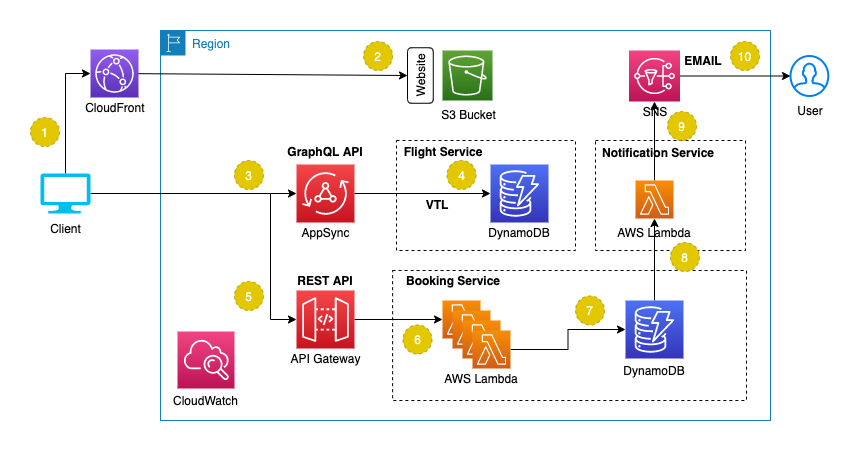 Region
1
CloudFront
2
Website
S3 Bucket
EMAIL
10
SNS
User
9
Client
3
GraphQL API
AppSync
Flight Service
4
VTL
DynamoDB
Notification Service
AWS Lambda
8
5
REST API
API Gateway
Booking Service
6
AWS Lambda
7
DynamoDB
CloudWatch